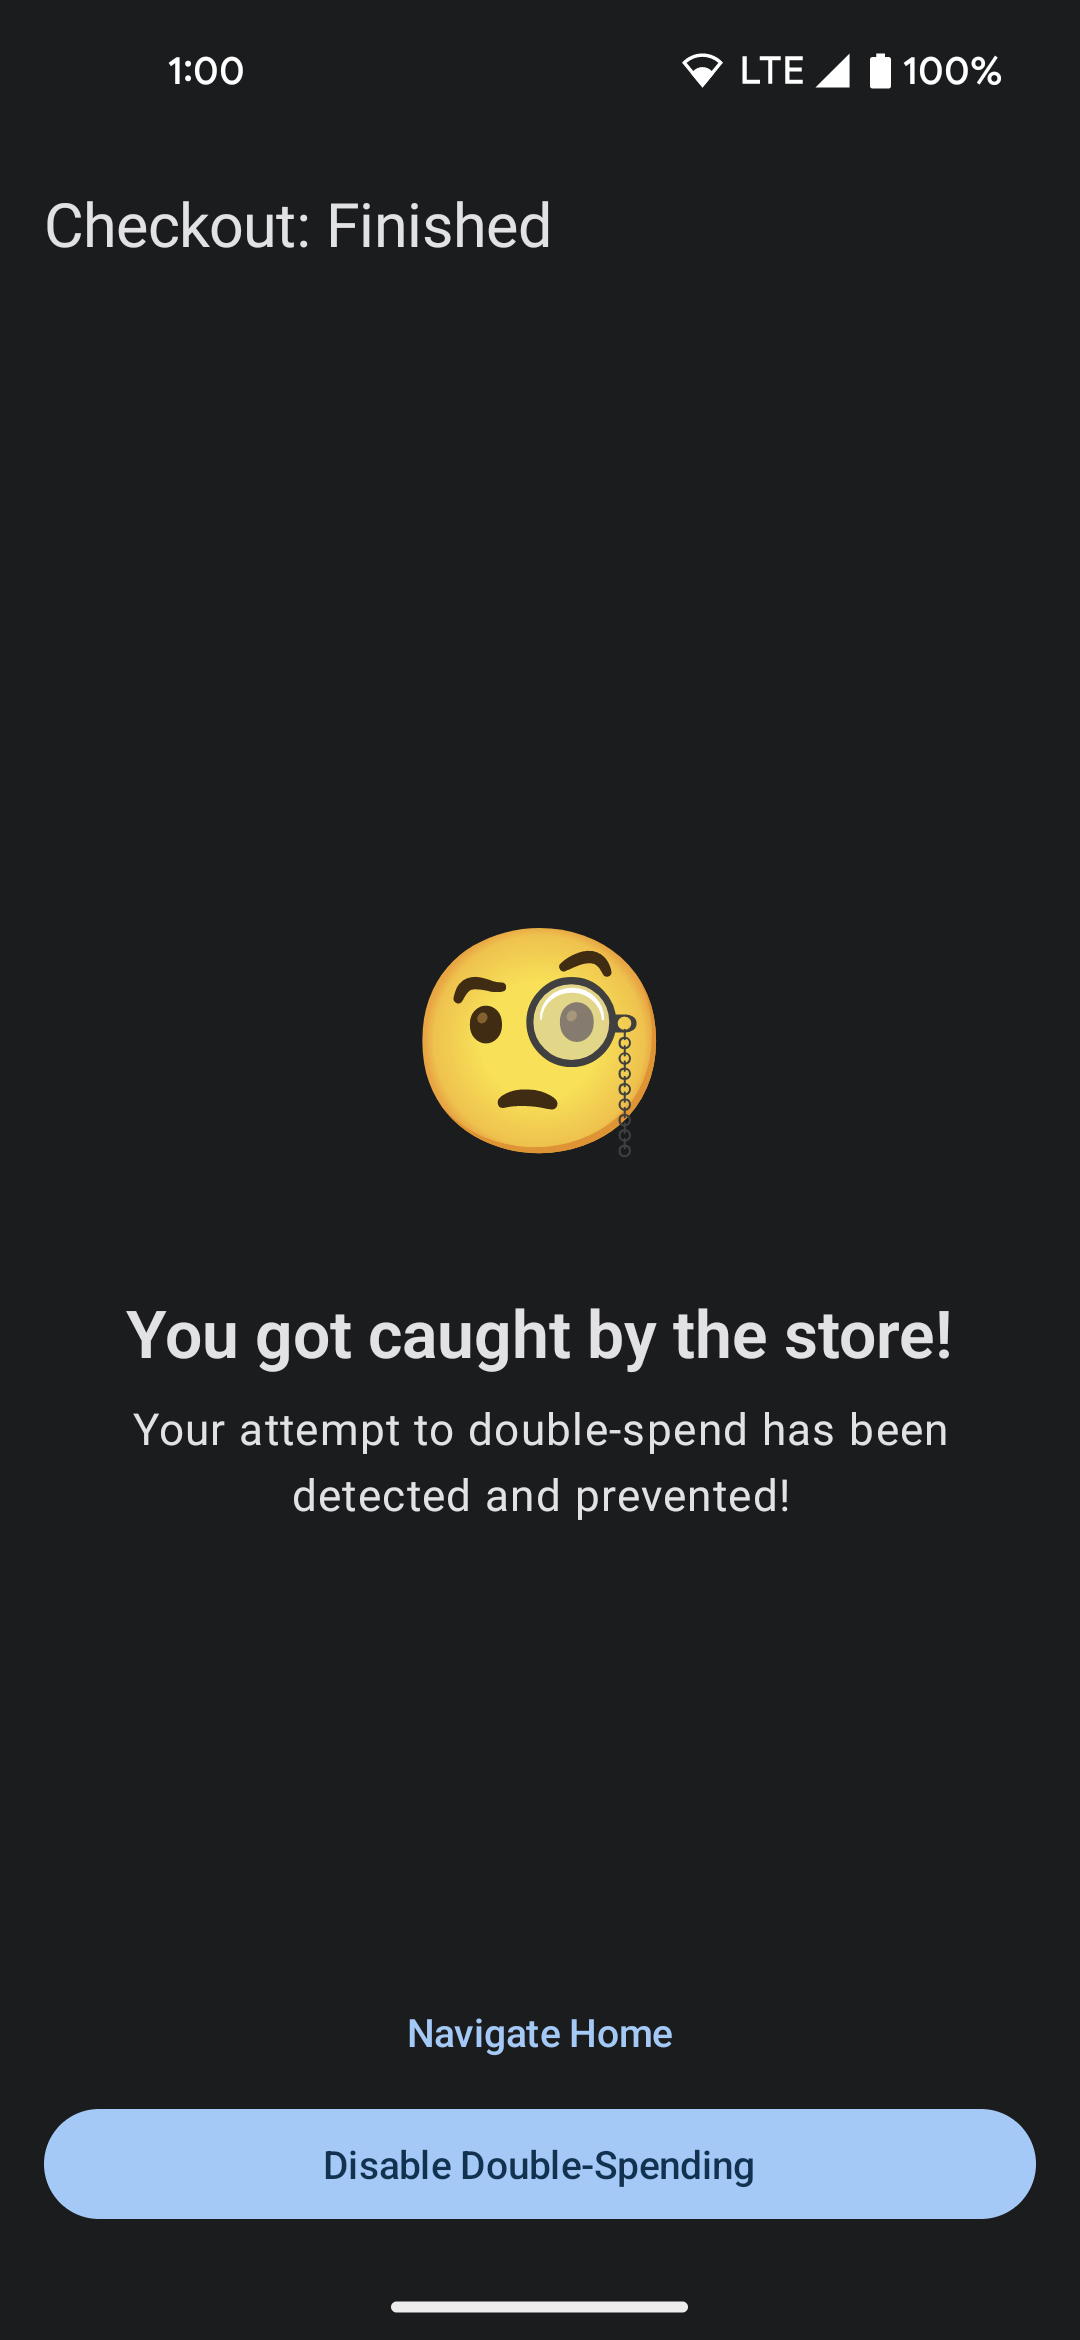 1:00 LTE 100%
Checkout: Finished
You got caught by the store!
Your attempt to double-spend has been
detected and prevented!
Navigate Home
Disable Double-Spending